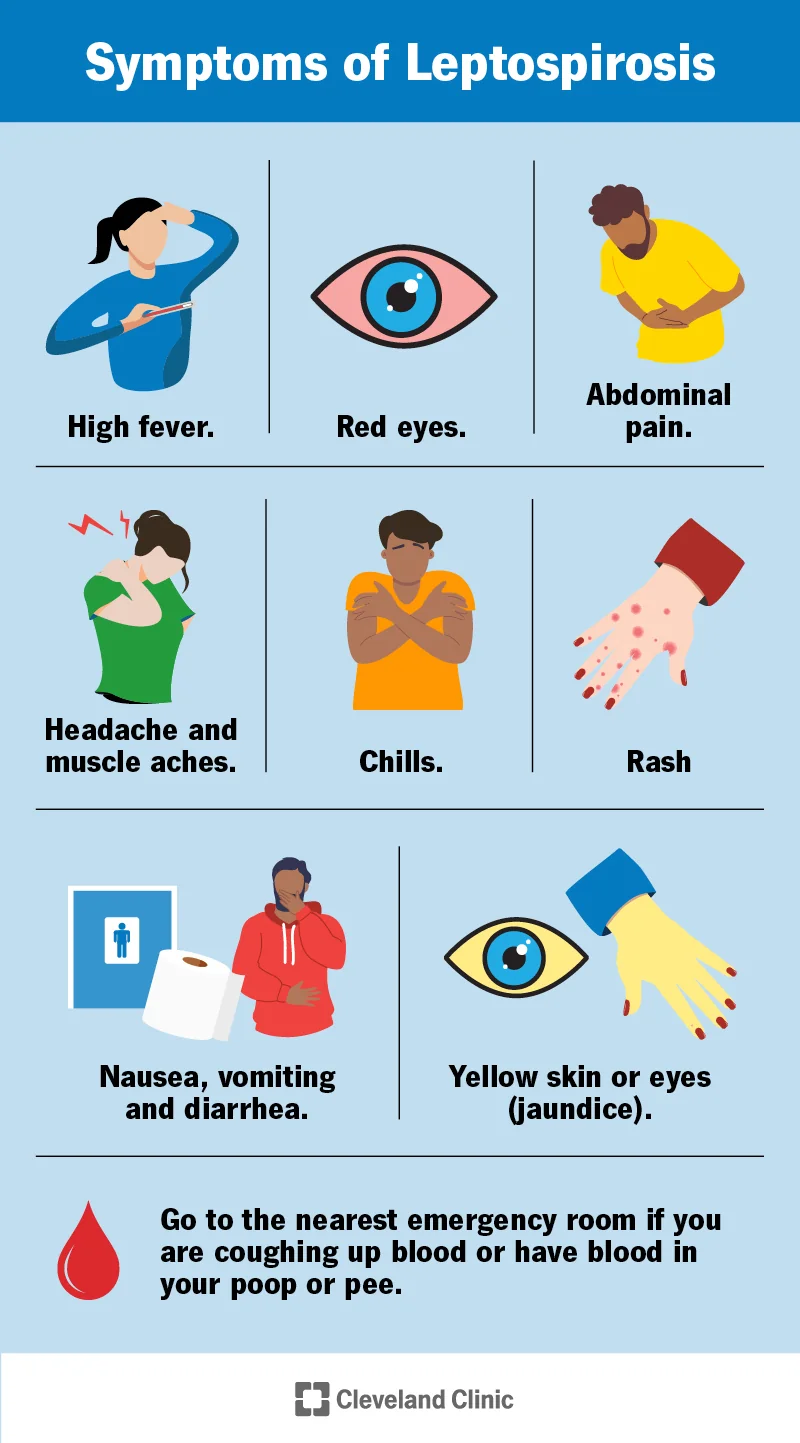 Symptoms of Leptospirosis
High fever.
Red eyes.
Abdominal
pain.
Headache and
muscle aches.
Chills.
Rash
Nausea, vomiting
and diarrhea.
Yellow skin or eyes
(jaundice).
Go to the nearest emergency room if you
are coughing up blood or have blood in
your poop or pee.
Cleveland Clinic